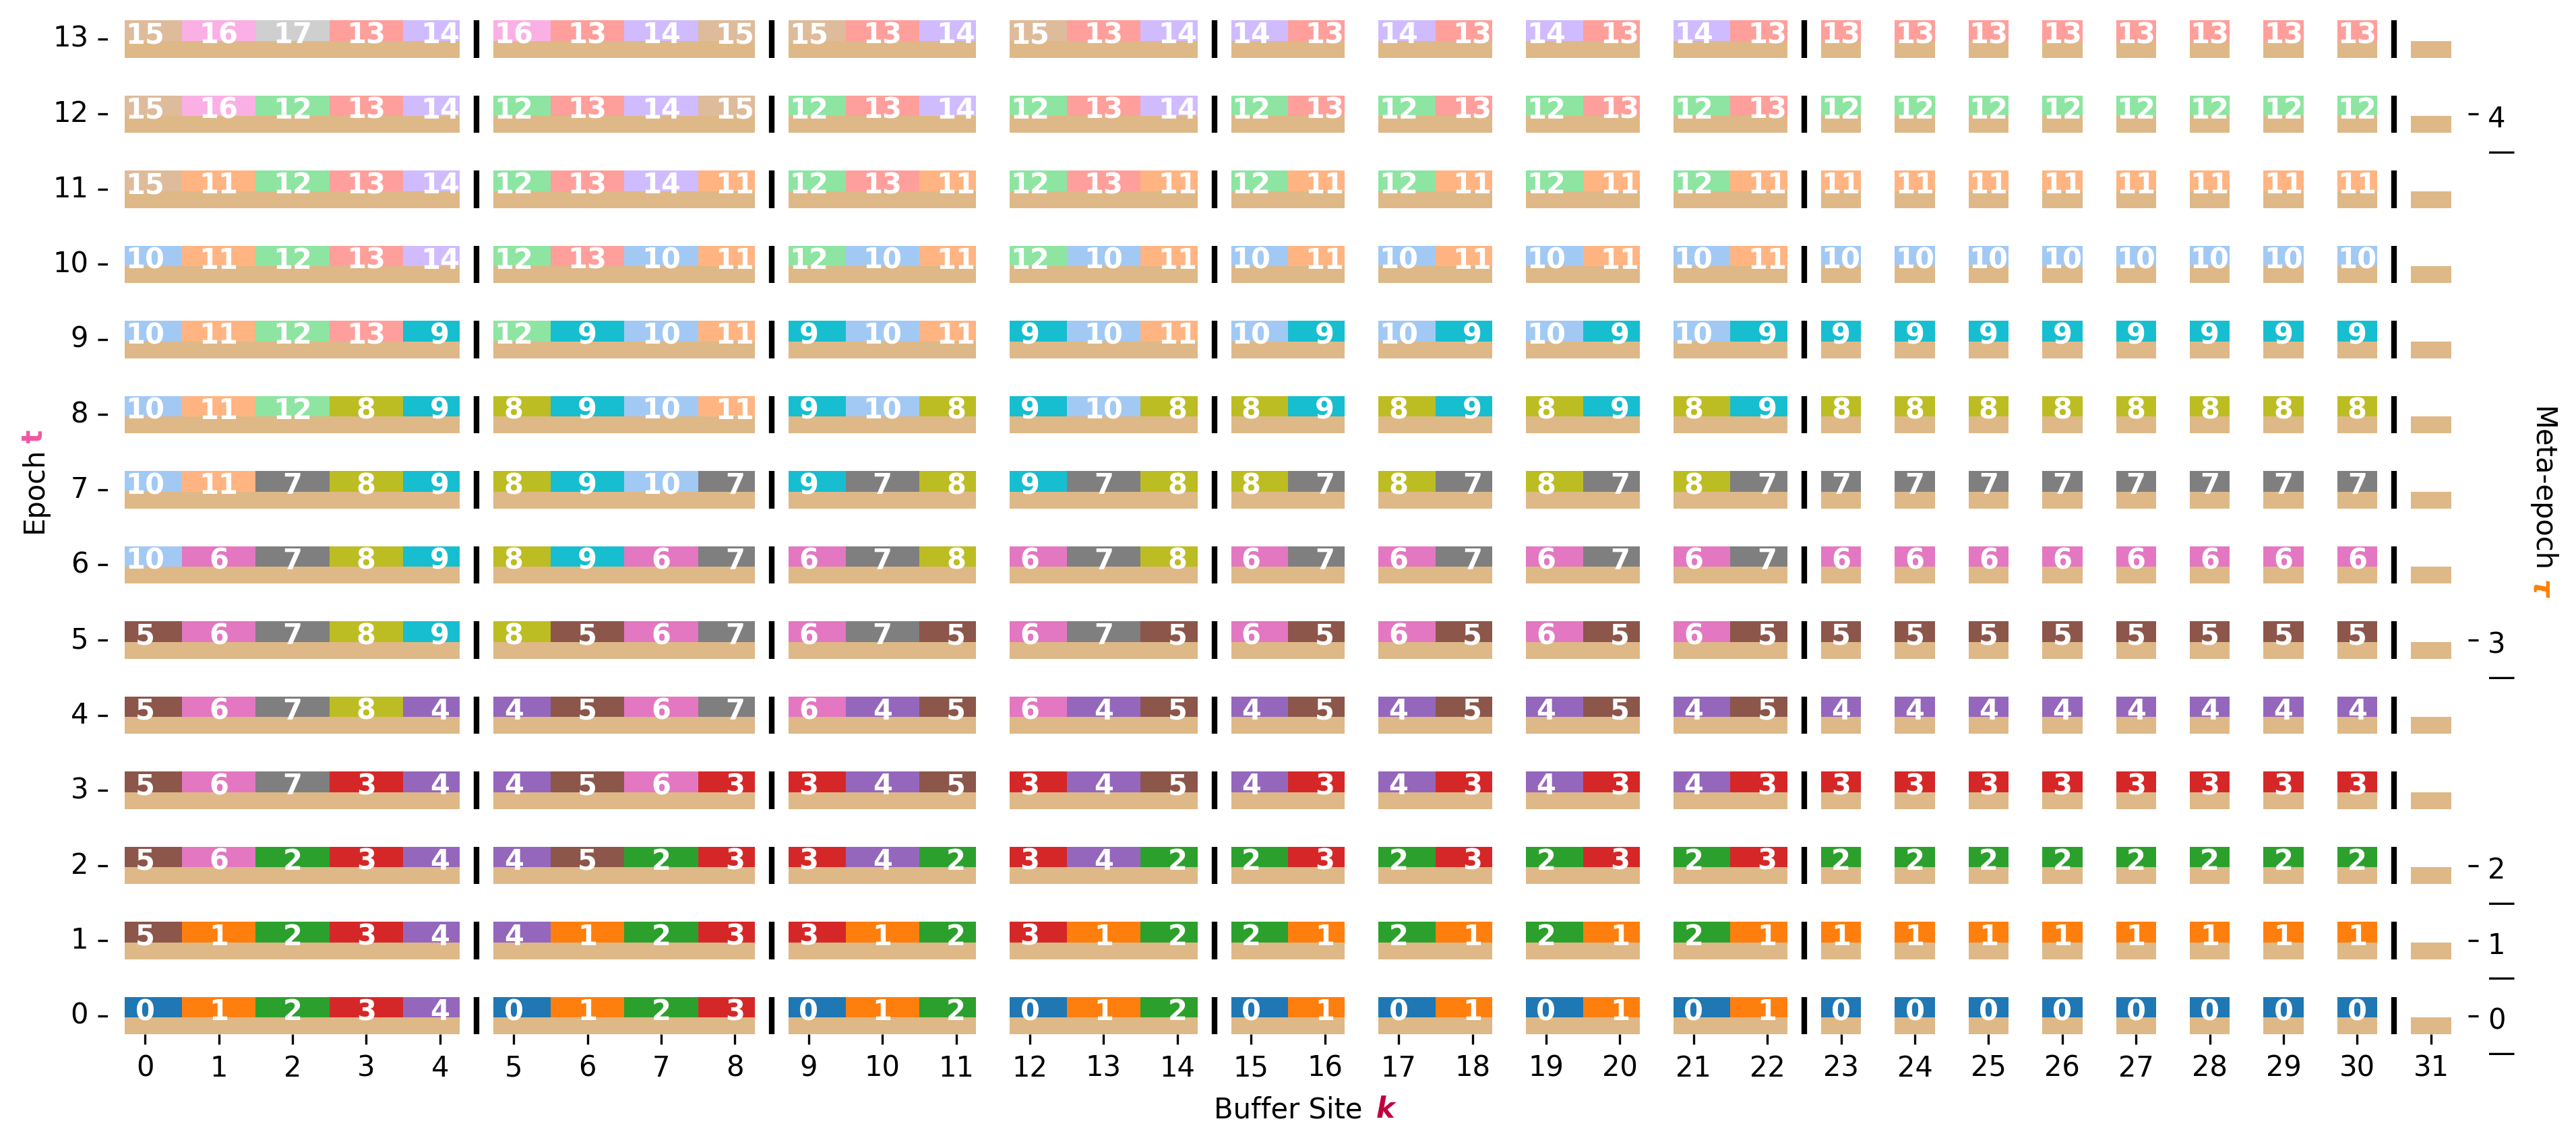 13 – 15 16 17 13 14 16 13 14 15 15 13 14 15 13 14 14 13 14 13 14 13 14 13 13 13 13 13 13 13 13 13
12 – 15 16 12 13 14 12 13 14 15 12 13 14 12 13 14 12 13 12 13 12 13 12 13 12 12 12 12 12 12 12 12 – 4
11 – 15 11 12 13 14 12 13 14 11 12 13 11 12 13 11 12 11 12 11 12 11 12 11 11 11 11 11 11 11 11 11
10 – 10 11 12 13 14 12 13 10 11 12 10 11 12 10 11 10 11 10 11 10 11 10 11 10 10 10 10 10 10 10 10
9 – 10 11 12 13 9 12 9 10 11 9 10 11 9 10 11 10 9 10 9 10 9 10 9 9 9 9 9 9 9 9 9
8 – 10 11 12 8 9 8 9 10 11 9 10 8 9 10 8 8 9 8 9 8 9 8 9 8 8 8 8 8 8 8 8
7 – 10 11 7 8 9 8 9 10 7 9 7 8 9 7 8 8 7 8 7 8 7 8 7 7 7 7 7 7 7 7 7
6 – 10 6 7 8 9 8 9 6 7 6 7 8 6 7 8 6 7 6 7 6 7 6 7 6 6 6 6 6 6 6 6
5 – 5 6 7 8 9 8 5 6 7 6 7 5 6 7 5 6 5 6 5 6 5 6 5 5 5 5 5 5 5 5 5 – 3
4 – 5 6 7 8 4 4 5 6 7 6 4 5 6 4 5 4 5 4 5 4 5 4 5 4 4 4 4 4 4 4 4
3 – 5 6 7 3 4 4 5 6 3 3 4 5 3 4 5 4 3 4 3 4 3 4 3 3 3 3 3 3 3 3 3
2 – 5 6 2 3 4 4 5 2 3 3 4 2 3 4 2 2 3 2 3 2 3 2 3 2 2 2 2 2 2 2 2 – 2
1 – 5 1 2 3 4 4 1 2 3 3 1 2 3 1 2 2 1 2 1 2 1 2 1 1 1 1 1 1 1 1 1 – 1
0 – 0 1 2 3 4 0 1 2 3 0 1 2 0 1 2 0 1 0 1 0 1 0 1 0 0 0 0 0 0 0 0 – 0
0 1 2 3 4 5 6 7 8 9 10 11 12 13 14 15 16 17 18 19 20 21 22 23 24 25 26 27 28 29 30 31
Buffer Site k
Epoch t
Meta-epoch τ